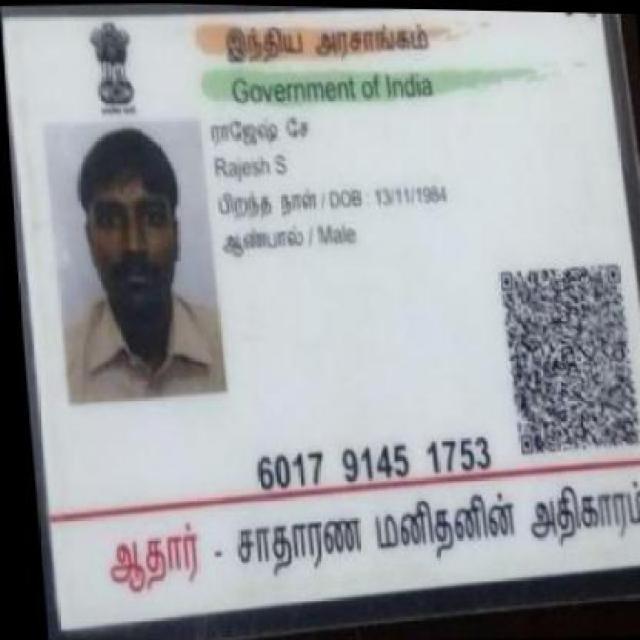 இந்திய அரசாங்கம்
Government of India
ராஜேஷ் சே
Rajesh S
பிறந்த நாள் / DOB : 13/11/1984
ஆண்பால் / Male
6017 9145 1753
ஆதார் - சாதாரண மனிதனின் அதிகாரம்